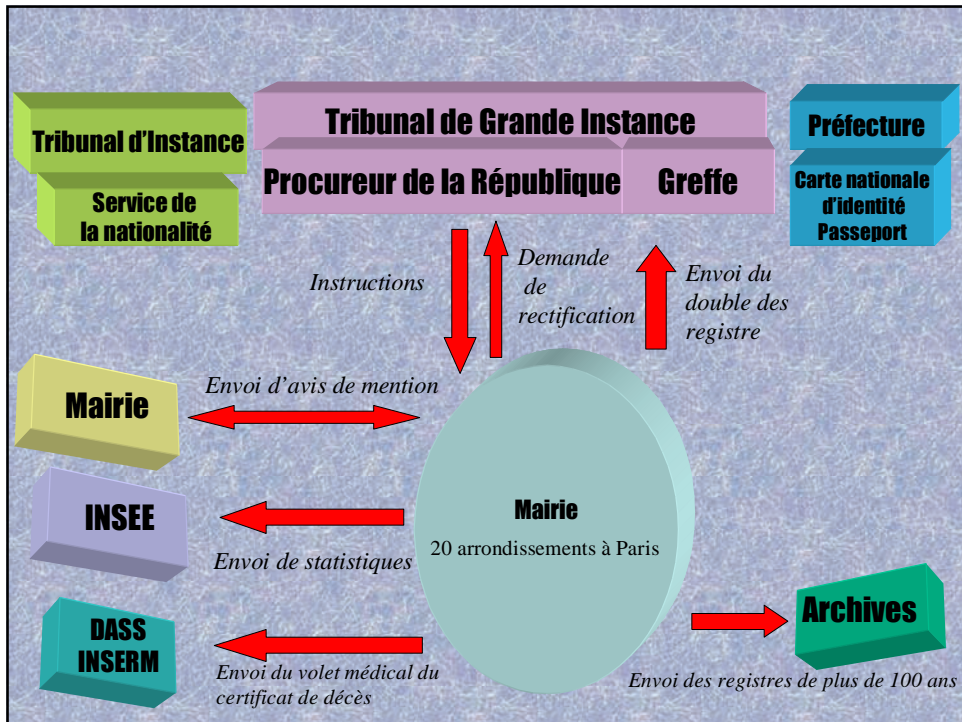 Tribunal d'Instance
Service de
la nationalité
Tribunal de Grande Instance
Procureur de la République
Greffe
Préfecture
Carte nationale
d'identité
Passeport
Instructions
Demande
de
rectification
Envoi du
double des
registre
Mairie
Envoi d'avis de mention
INSEE
Envoi de statistiques
Mairie
20 arrondissements à Paris
DASS
INSERM
Envoi du volet médical du
certificat de décès
Archives
Envoi des registres de plus de 100 ans